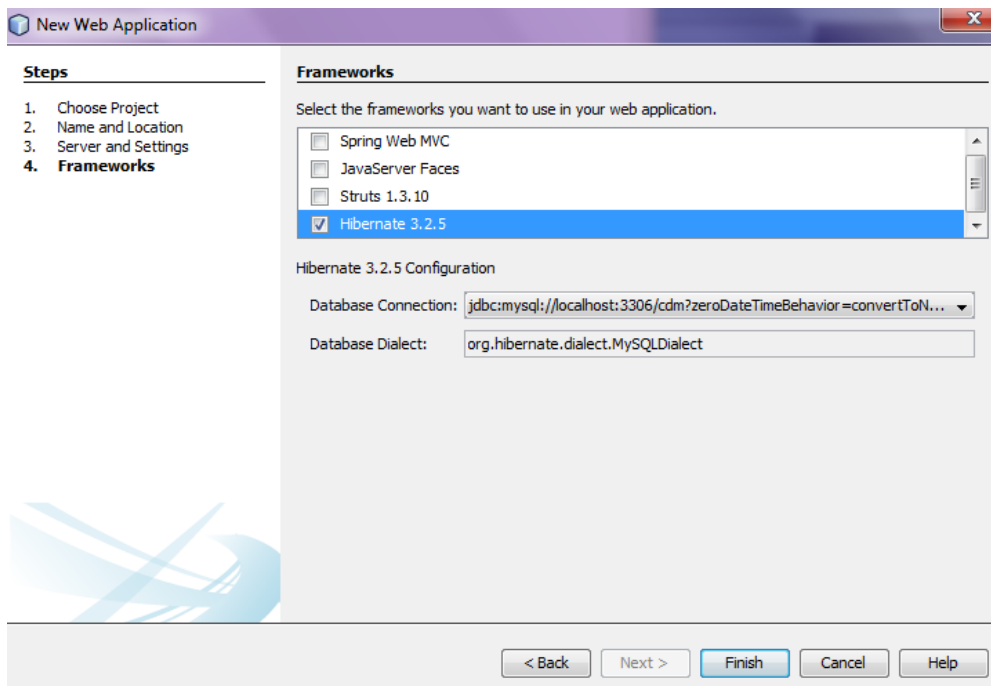 New Web Application
Steps
1. Choose Project
2. Name and Location
3. Server and Settings
4. Frameworks
Frameworks
Select the frameworks you want to use in your web application.
Spring Web MVC
JavaServer Faces
Struts 1.3.10
Hibernate 3.2.5
Hibernate 3.2.5 Configuration
Database Connection: jdbc:mysql://localhost:3306/cdm?zeroDateTimeBehavior=convertToN...
Database Dialect: org.hibernate.dialect.MySQLDialect
< Back Next > Finish Cancel Help